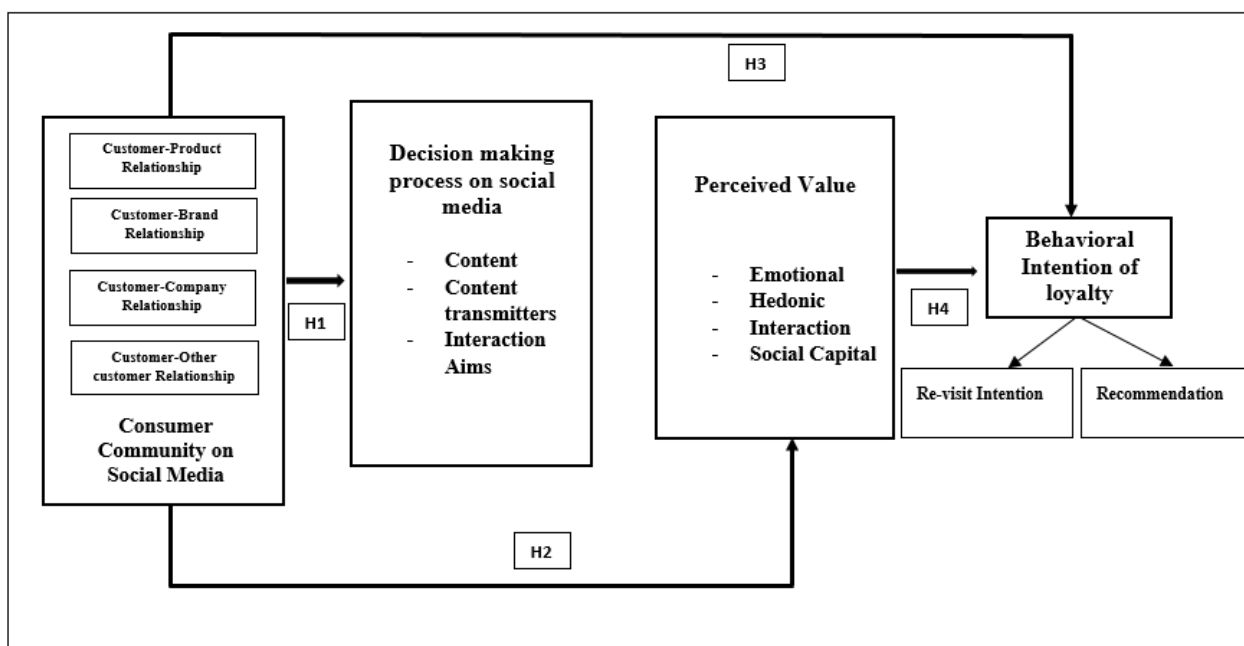 H3
Customer-Product
Relationship
Customer-Brand
Relationship
Customer-Company
Relationship
Customer-Other
customer Relationship
Consumer
Community on
Social Media
H1
Decision making
process on social
media
- Content
- Content
transmitters
- Interaction
Aims
Perceived Value
- Emotional
- Hedonic
- Interaction
- Social Capital
H4
Behavioral
Intention of
loyalty
Re-visit Intention
Recommendation
H2